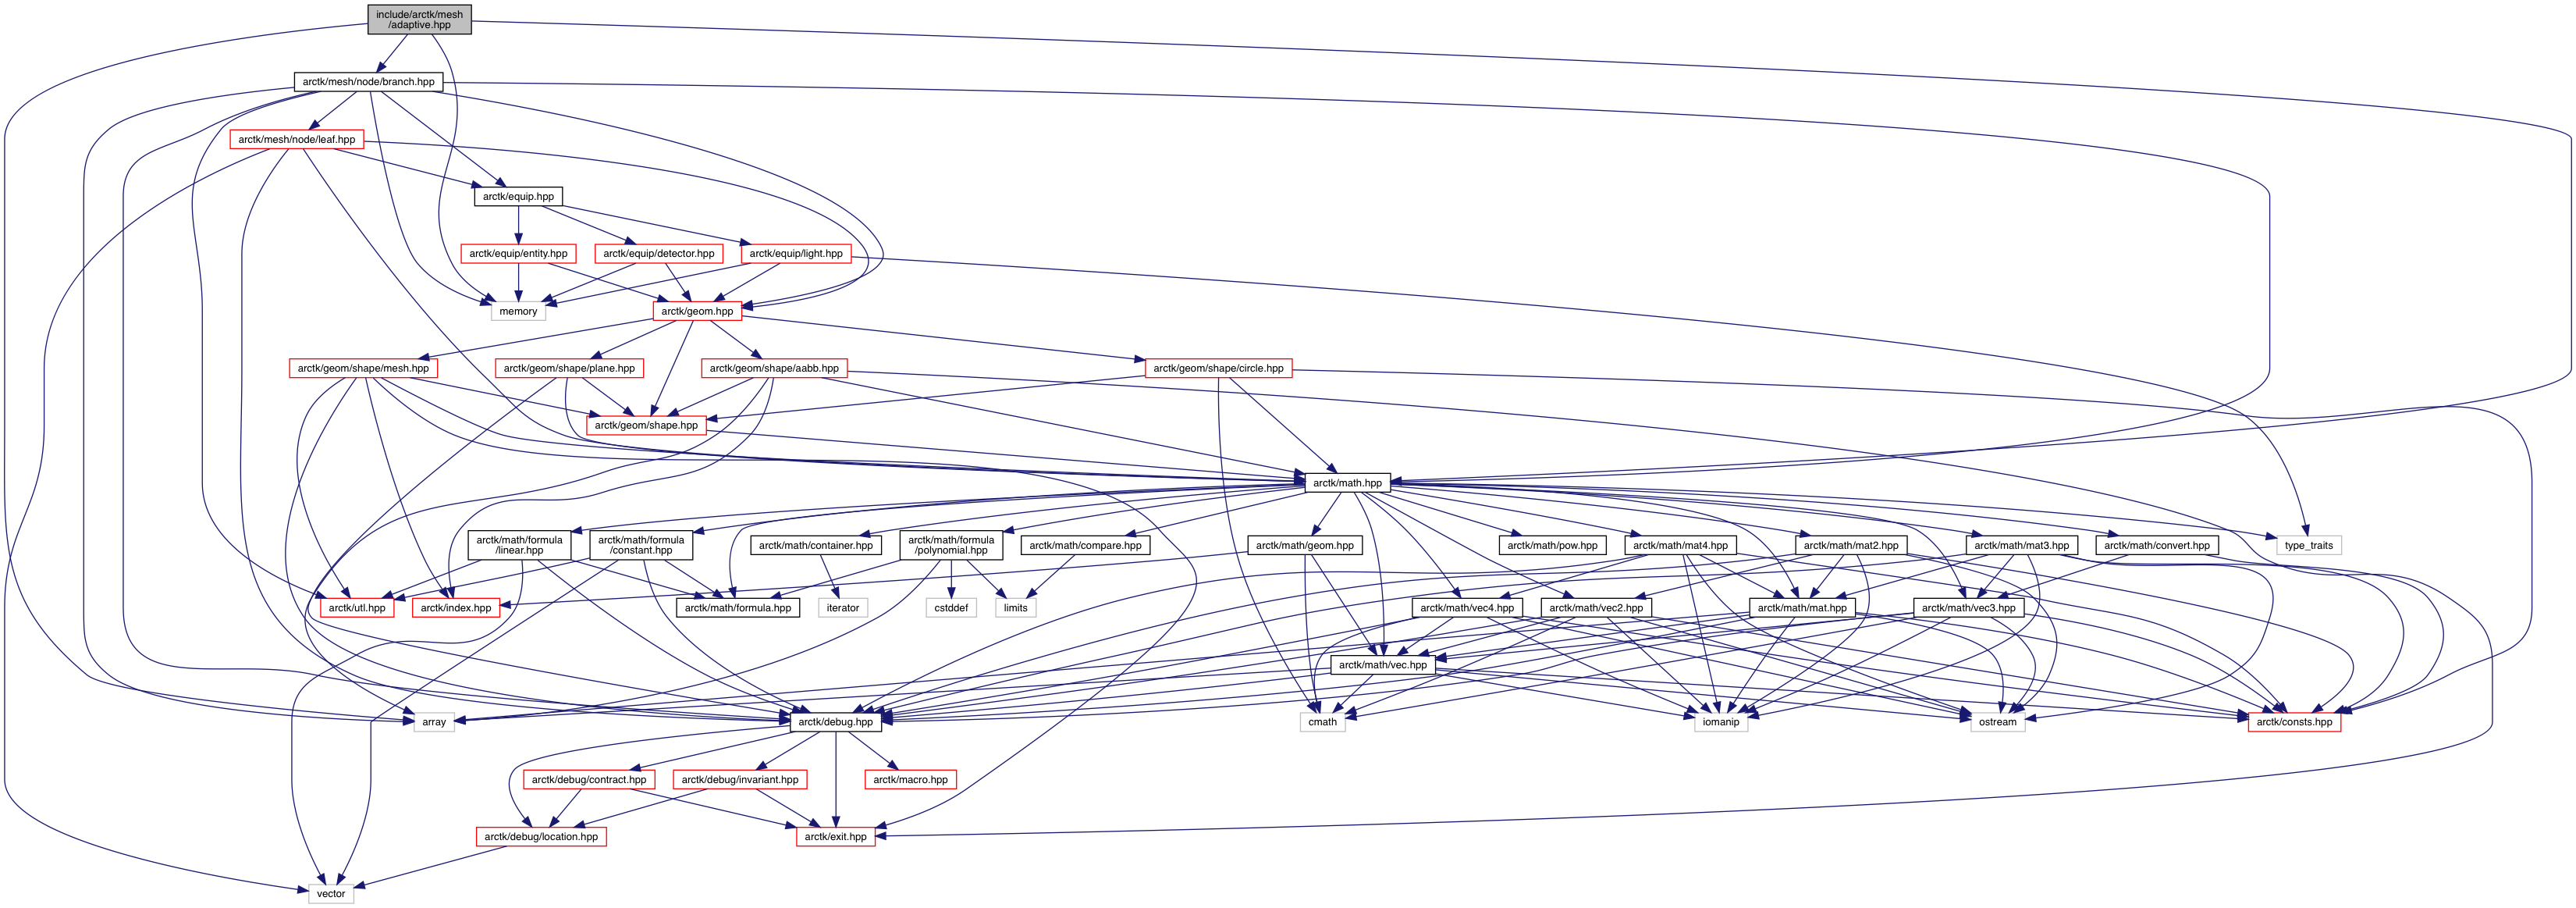 include/arctk/mesh
/adaptive.hpp
arctk/mesh/node/branch.hpp
arctk/mesh/node/leaf.hpp
arctk/equip.hpp
arctk/equip/entity.hpp
arctk/equip/detector.hpp
arctk/equip/light.hpp
memory
arctk/geom.hpp
arctk/geom/shape/mesh.hpp
arctk/geom/shape/plane.hpp
arctk/geom/shape/aabb.hpp
arctk/geom/shape/circle.hpp
arctk/geom/shape.hpp
arctk/math.hpp
arctk/math/formula
/linear.hpp
arctk/math/formula
/constant.hpp
arctk/math/container.hpp
arctk/math/formula
/polynomial.hpp
arctk/math/compare.hpp
arctk/math/geom.hpp
arctk/math/pow.hpp
arctk/math/mat4.hpp
arctk/math/mat2.hpp
arctk/math/mat3.hpp
arctk/math/convert.hpp
type_traits
arctk/utl.hpp
arctk/index.hpp
arctk/math/formula.hpp
iterator
cstddef
limits
arctk/math/vec4.hpp
arctk/math/vec2.hpp
arctk/math/mat.hpp
arctk/math/vec3.hpp
arctk/math/vec.hpp
array
arctk/debug.hpp
cmath
iomanip
ostream
arctk/consts.hpp
arctk/debug/contract.hpp
arctk/debug/invariant.hpp
arctk/macro.hpp
arctk/debug/location.hpp
arctk/exit.hpp
vector